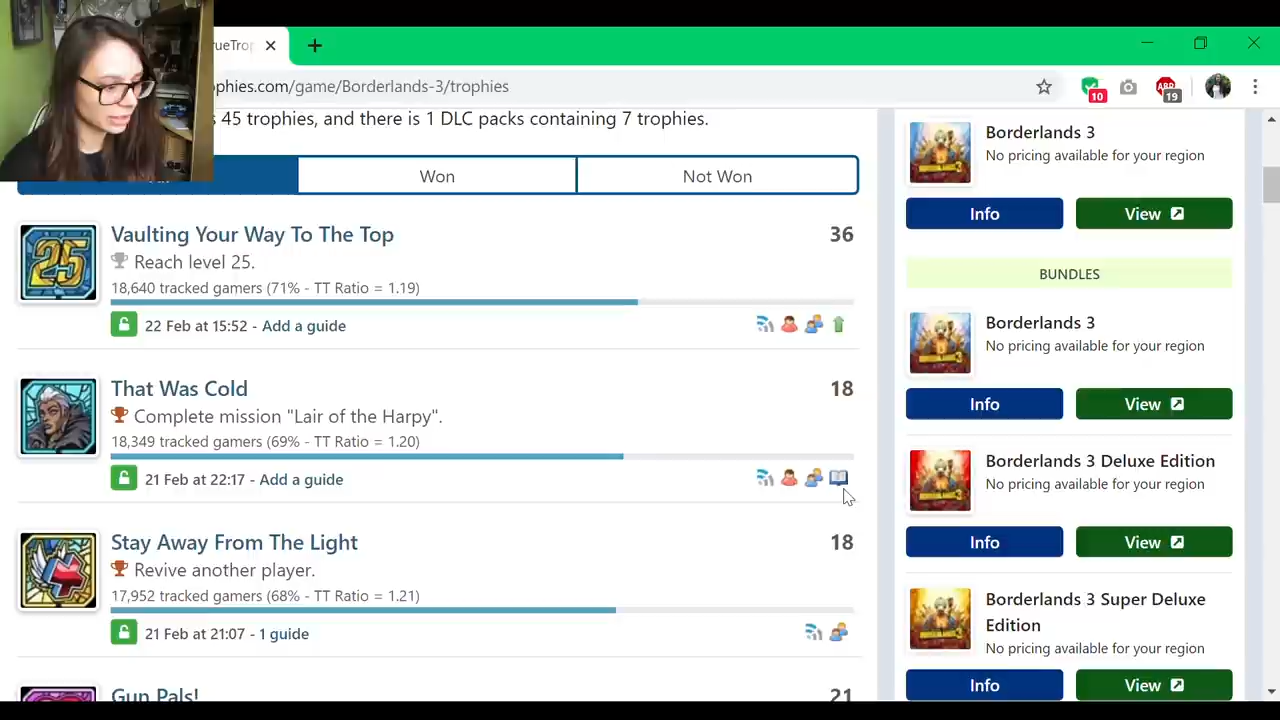 ueTrop
10
ABP
19
ophies.com/game/Borderlands-3/trophies
s 45 trophies, and there is 1 DLC packs containing 7 trophies.
Won
Not Won
25
Vaulting Your Way To The Top
36
Reach level 25.
18,640 tracked gamers (71% - TT Ratio = 1.19)
22 Feb at 15:52 - Add a guide
That Was Cold
18
Complete mission "Lair of the Harpy".
18,349 tracked gamers (69% - TT Ratio = 1.20)
21 Feb at 22:17 - Add a guide
Stay Away From The Light
18
Revive another player.
17,952 tracked gamers (68% - TT Ratio = 1.21)
21 Feb at 21:07 - 1 guide
Gun Pals!
21
Borderlands 3
No pricing available for your region
Info
View
BUNDLES
Borderlands 3
No pricing available for your region
Info
View
Borderlands 3 Deluxe Edition
No pricing available for your region
Info
View
Borderlands 3 Super Deluxe
Edition
No pricing available for your region
Info
View